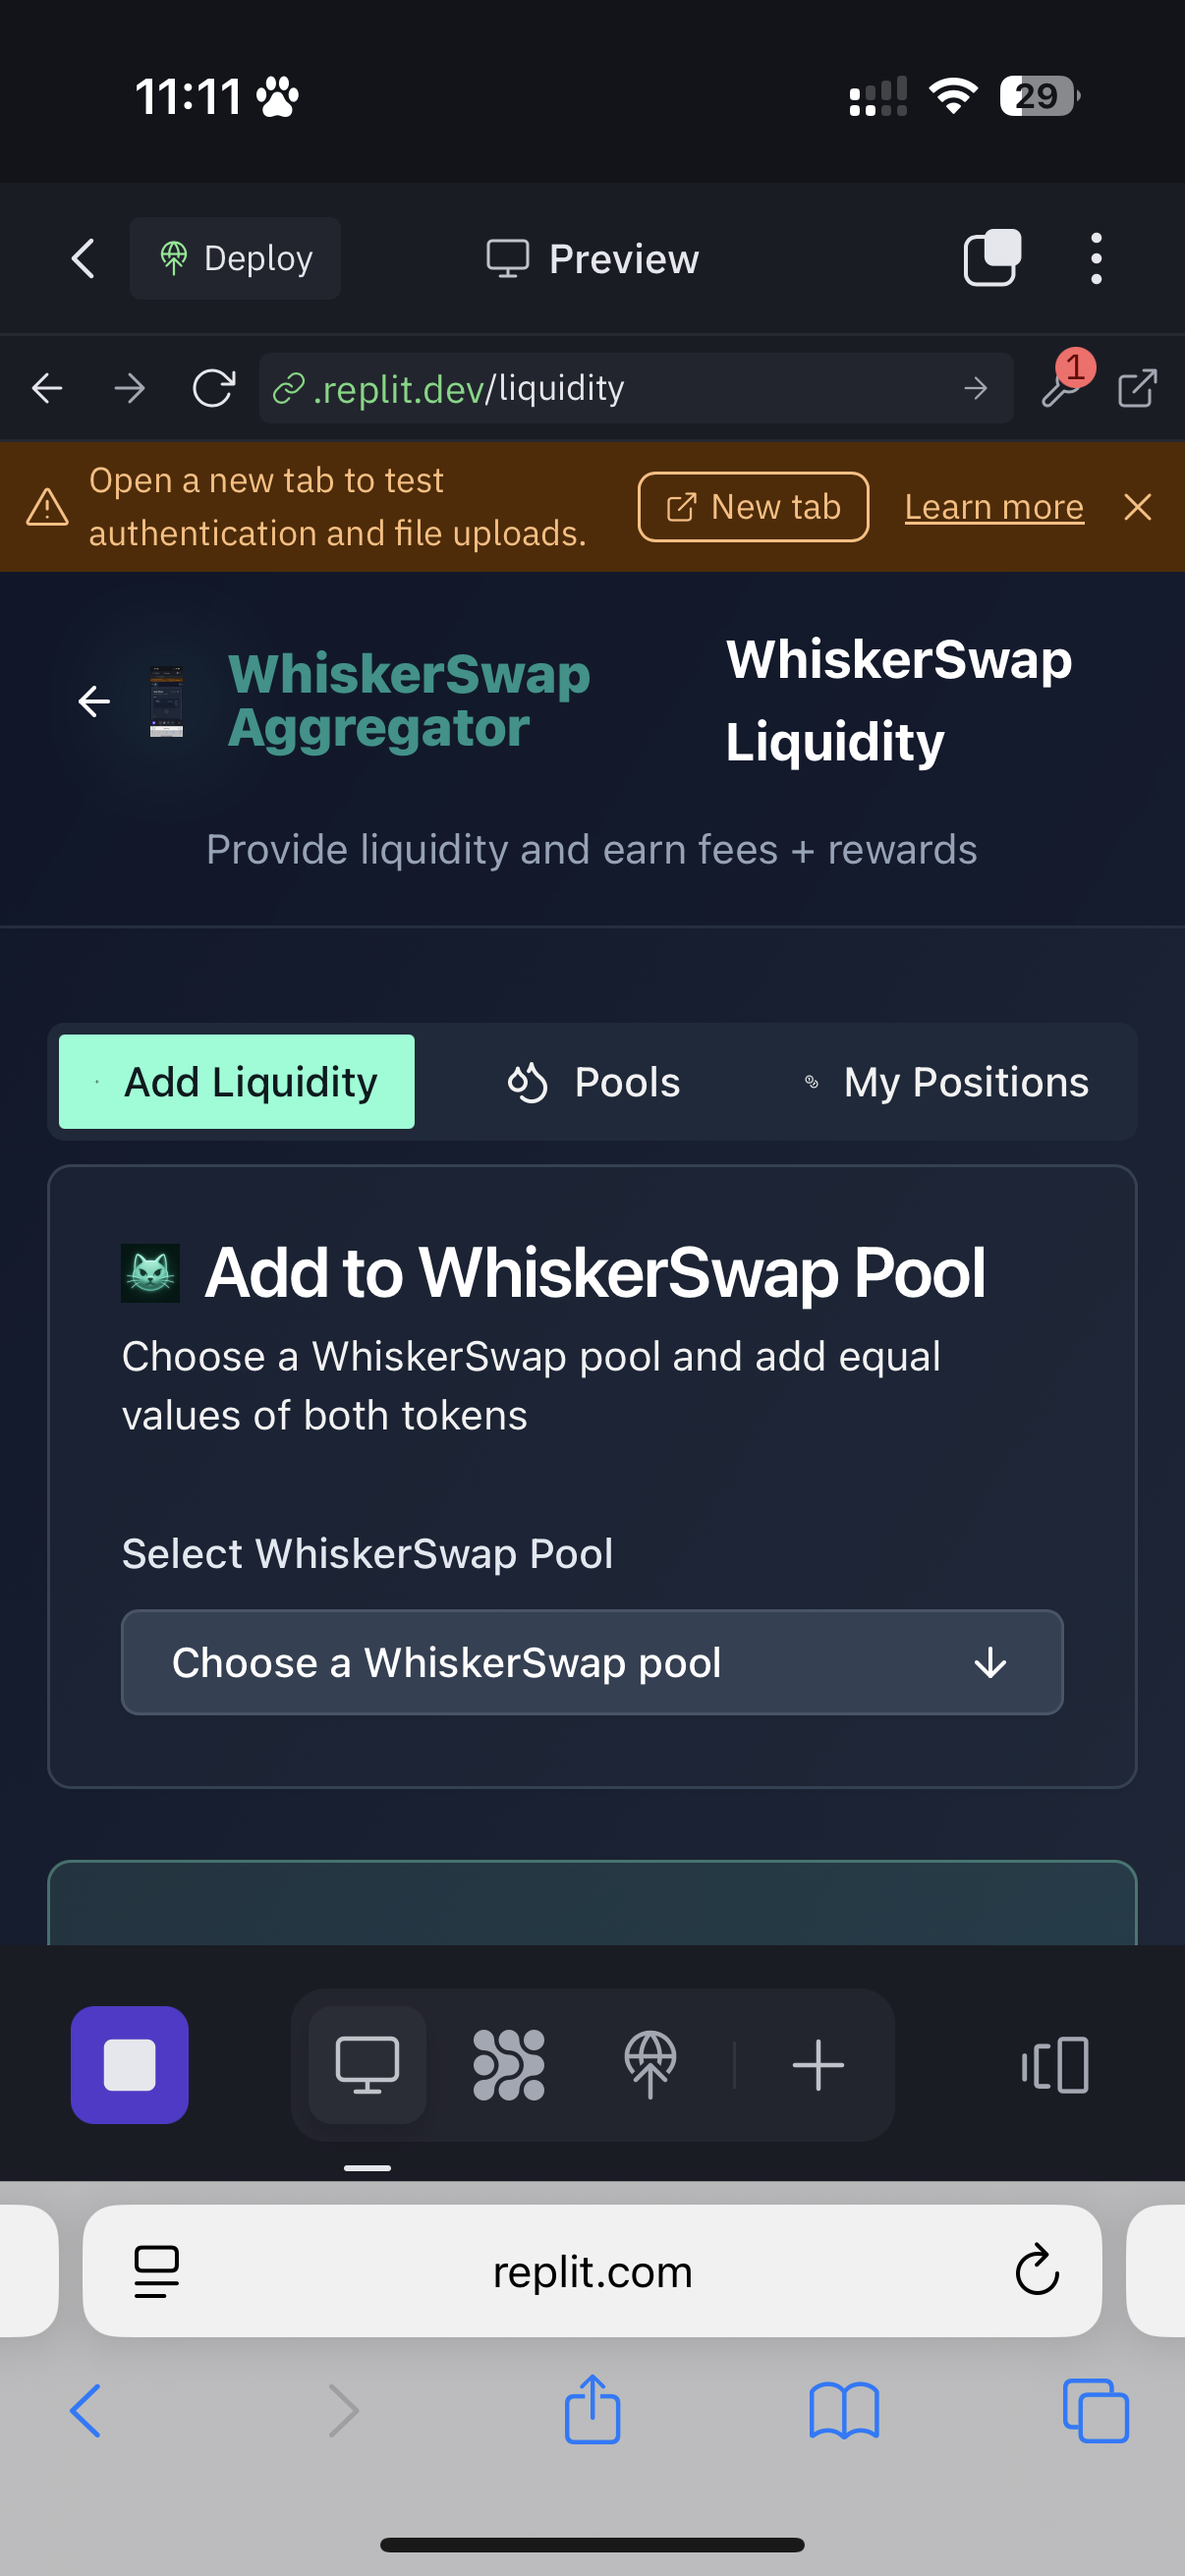 11:11
29
Deploy
Preview
.replit.dev/liquidity
1
Open a new tab to test
authentication and file uploads.
New tab
Learn more
WhiskerSwap
Aggregator
WhiskerSwap
Liquidity
Provide liquidity and earn fees + rewards
Add Liquidity
Pools
My Positions
Add to WhiskerSwap Pool
Choose a WhiskerSwap pool and add equal
values of both tokens
Select WhiskerSwap Pool
Choose a WhiskerSwap pool
replit.com